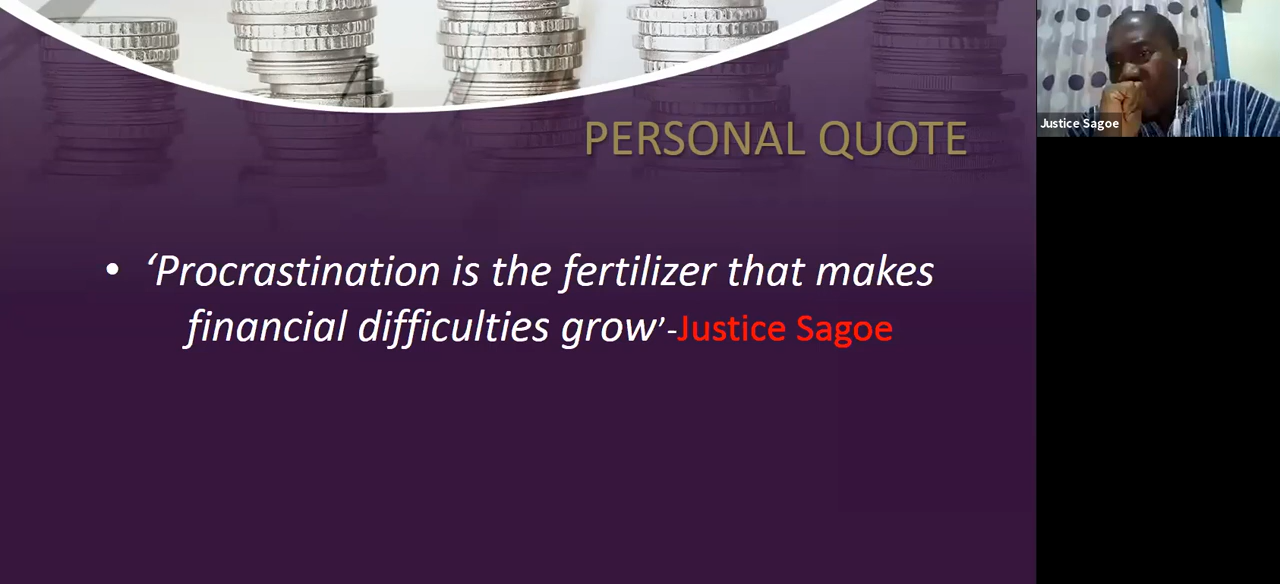 PERSONAL QUOTE
• ‘Procrastination is the fertilizer that makes
financial difficulties grow’-Justice Sagoe
Justice Sagoe